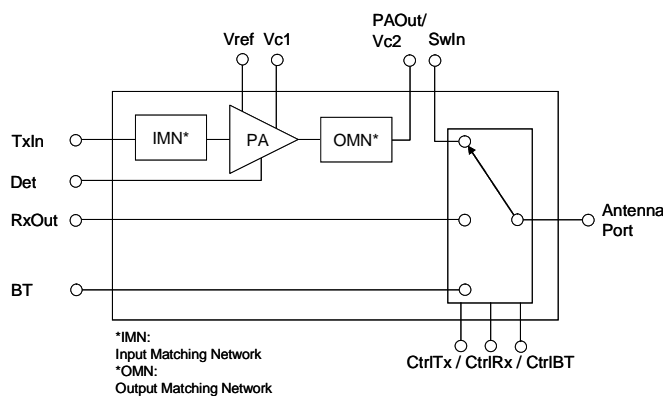 PAOut/
Vc2
Vref Vc1
SwIn
TxIn
IMN*
PA
OMN*
Det
RxOut
Antenna
Port
BT
CtrlTx / CtrlRx / CtrlBT
*IMN:
Input Matching Network
*OMN:
Output Matching Network